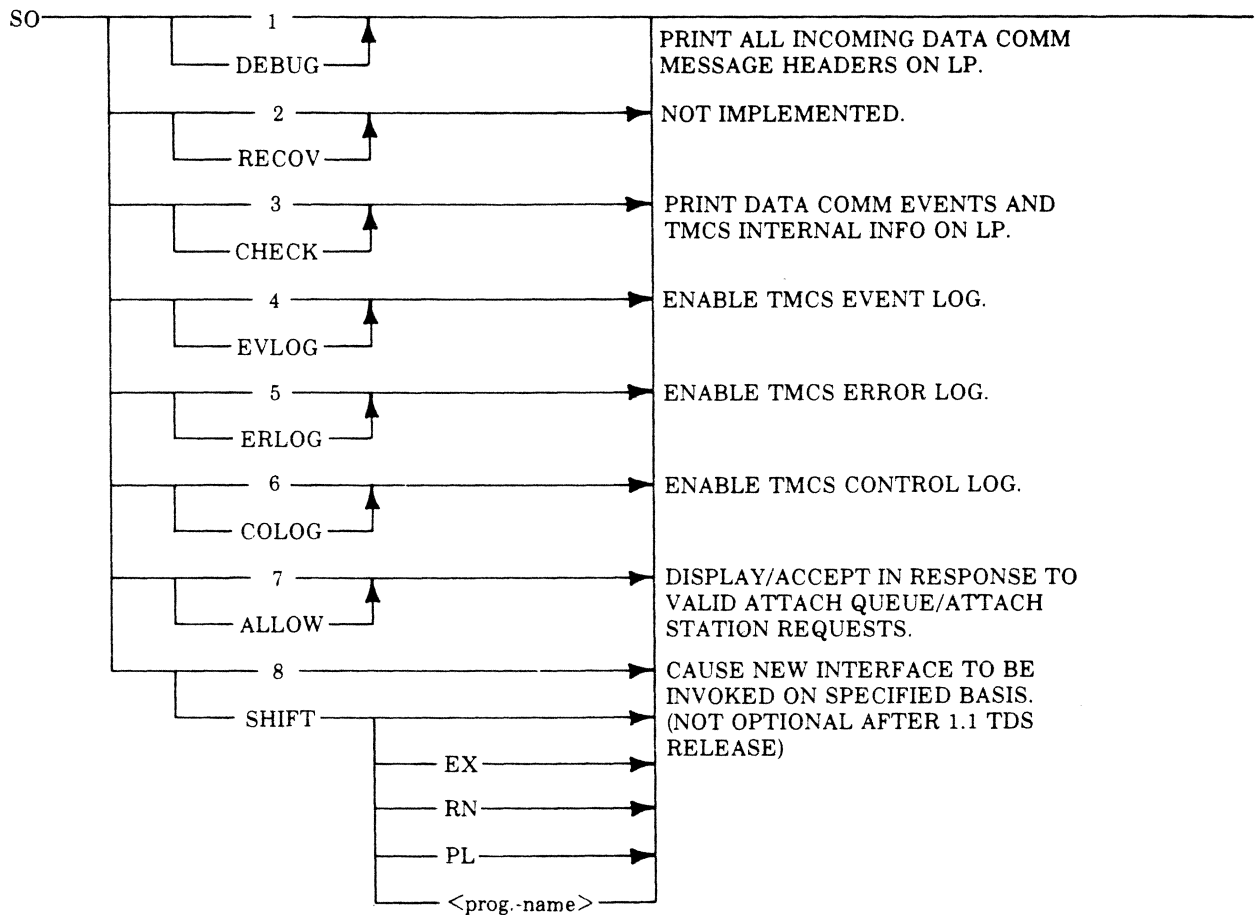 SO
1
DEBUG
PRINT ALL INCOMING DATA COMM
MESSAGE HEADERS ON LP.
2
RECOV
NOT IMPLEMENTED.
3
CHECK
PRINT DATA COMM EVENTS AND
TMCS INTERNAL INFO ON LP.
4
EVLOG
ENABLE TMCS EVENT LOG.
5
ERLOG
ENABLE TMCS ERROR LOG.
6
COLOG
ENABLE TMCS CONTROL LOG.
7
ALLOW
DISPLAY/ACCEPT IN RESPONSE TO
VALID ATTACH QUEUE/ATTACH
STATION REQUESTS.
8
SHIFT
CAUSE NEW INTERFACE TO BE
INVOKED ON SPECIFIED BASIS.
(NOT OPTIONAL AFTER 1.1 TDS
RELEASE)
EX
RN
PL
<prog.-name>